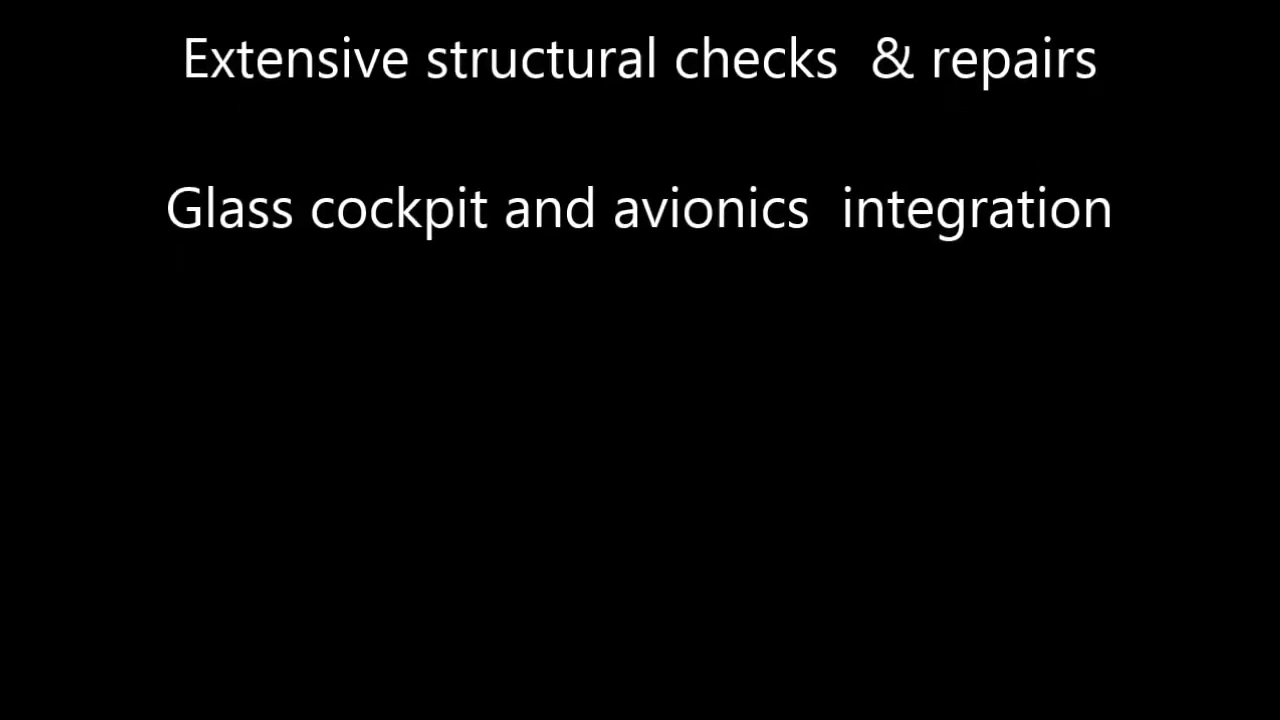 Extensive structural checks  & repairs
Glass cockpit and avionics  integration